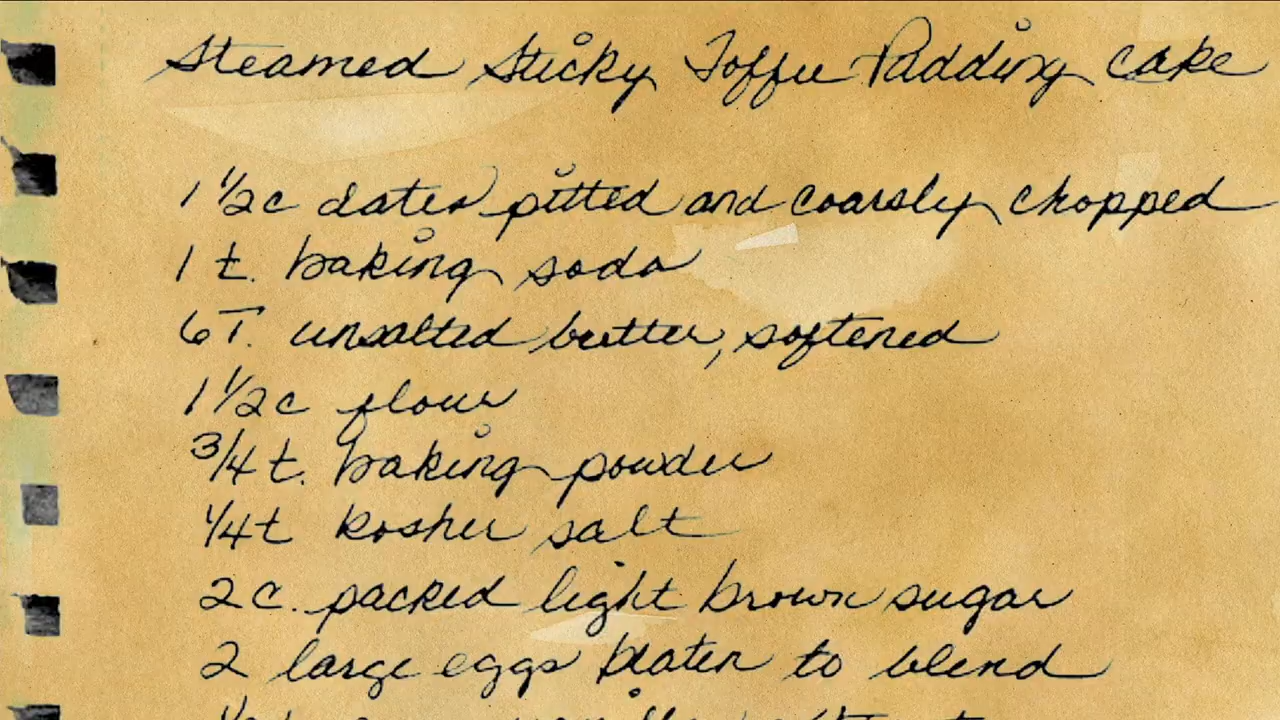 Steamed Sticky Toffee Pudding Cake
1 1/2c dates pitted and coarsly chopped
1 t. baking soda
6T. unsalted butter, softened
1 1/2c flour
3/4 t. baking powder
1/4t kosher salt
2c. packed light brown sugar
2 large eggs beaten to blend